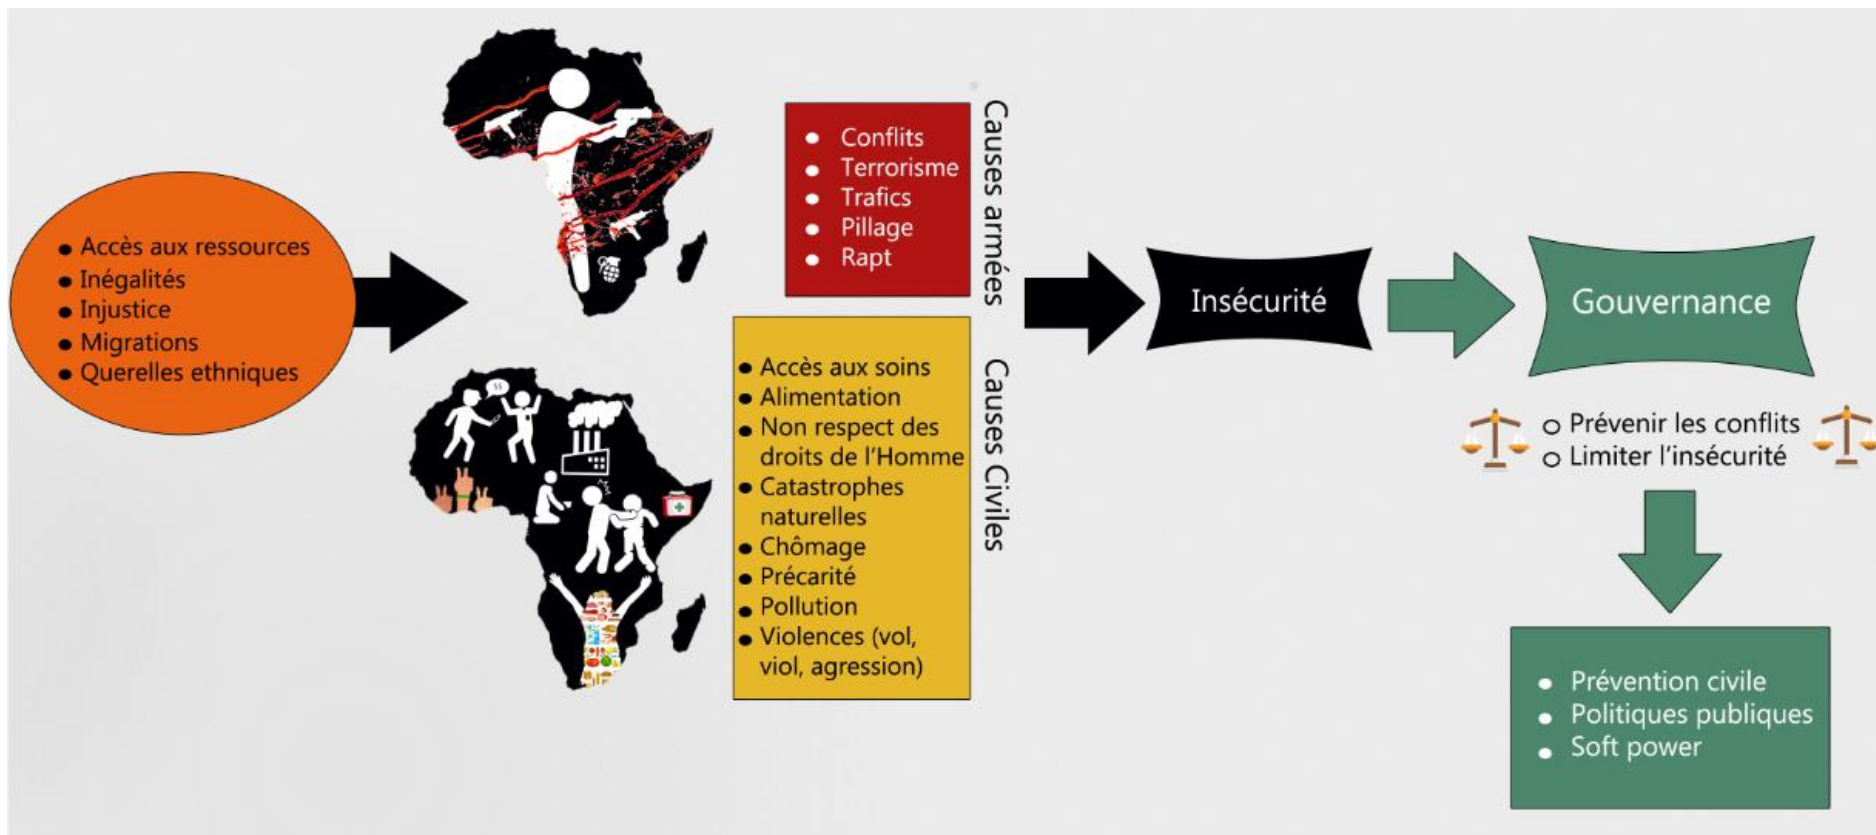 • Accès aux ressources
• Inégalités
• Injustice
• Migrations
• Querelles ethniques
• Conflits
• Terrorisme
• Trafics
• Pillage
• Rapt
Causes armées
• Accès aux soins
• Alimentation
• Non respect des
droits de l'Homme
• Catastrophes
naturelles
• Chômage
• Précarité
• Pollution
• Violences (vol,
viol, agression)
Causes Civiles
Insécurité
Gouvernance
○ Prévenir les conflits
○ Limiter l'insécurité
• Prévention civile
• Politiques publiques
• Soft power